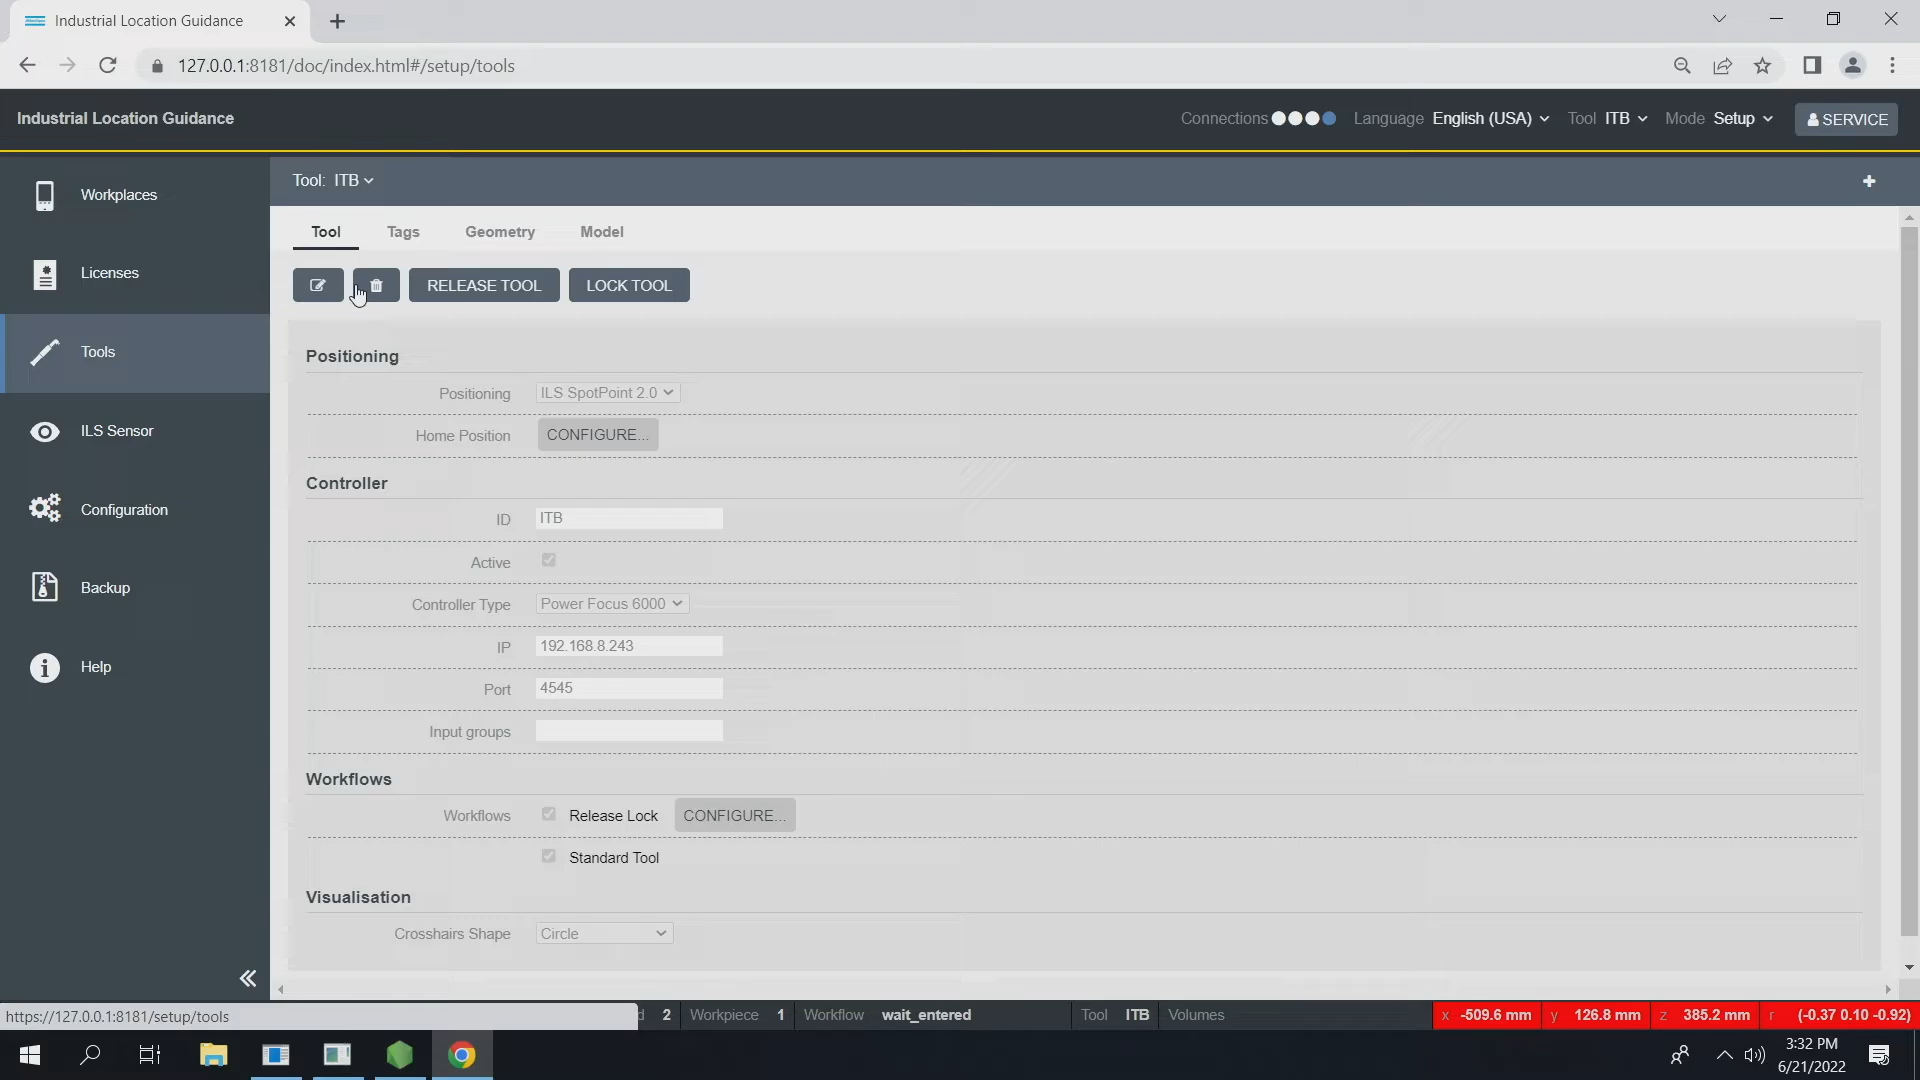 Industrial Location Guidance
127.0.0.1:8181/doc/index.html#/setup/tools
Industrial Location Guidance
Connections Language English (USA) Tool ITB Mode Setup SERVICE
Workplaces
Licenses
Tools
ILS Sensor
Configuration
Backup
Help
Tool: ITB
Tool Tags Geometry Model
RELEASE TOOL LOCK TOOL
Positioning
Positioning ILS SpotPoint 2.0
Home Position CONFIGURE...
Controller
ID ITB
Active
Controller Type Power Focus 6000
IP 192.168.8.243
Port 4545
Input groups
Workflows
Workflows Release Lock CONFIGURE...
Standard Tool
Visualisation
Crosshairs Shape Circle
https://127.0.0.1:8181/setup/tools
2 Workpiece 1 Workflow wait_entered Tool ITB Volumes x -509.6 mm y 126.8 mm z 385.2 mm r (-0.37 0.10 -0.92)
3:32 PM
6/21/2022